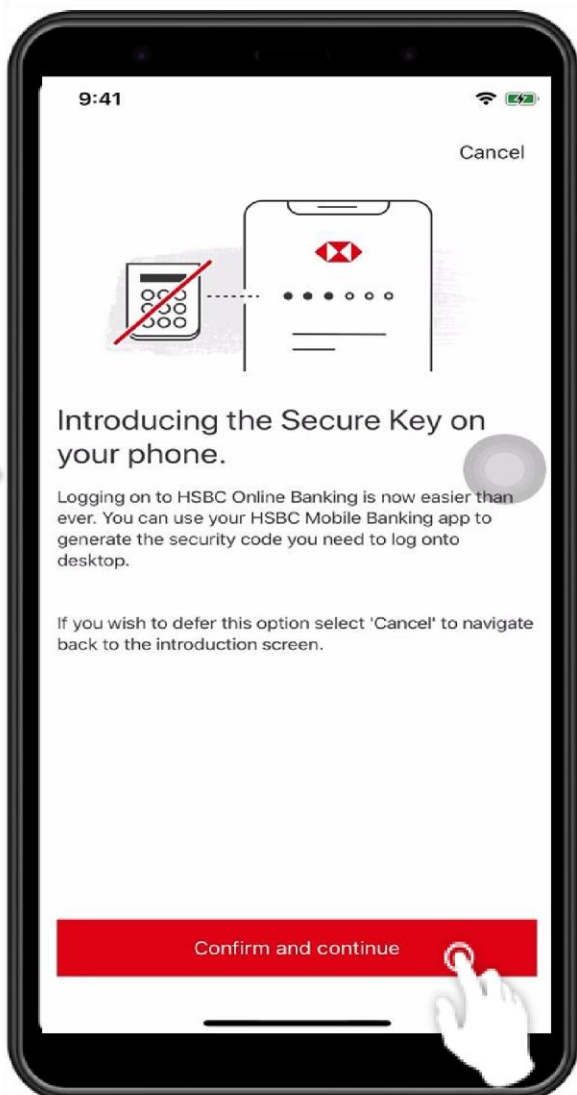 9:41
Cancel
Introducing the Secure Key on
your phone.
Logging on to HSBC Online Banking is now easier than
ever. You can use your HSBC Mobile Banking app to
generate the security code you need to log onto
desktop.
If you wish to defer this option select 'Cancel' to navigate
back to the introduction screen.
Confirm and continue